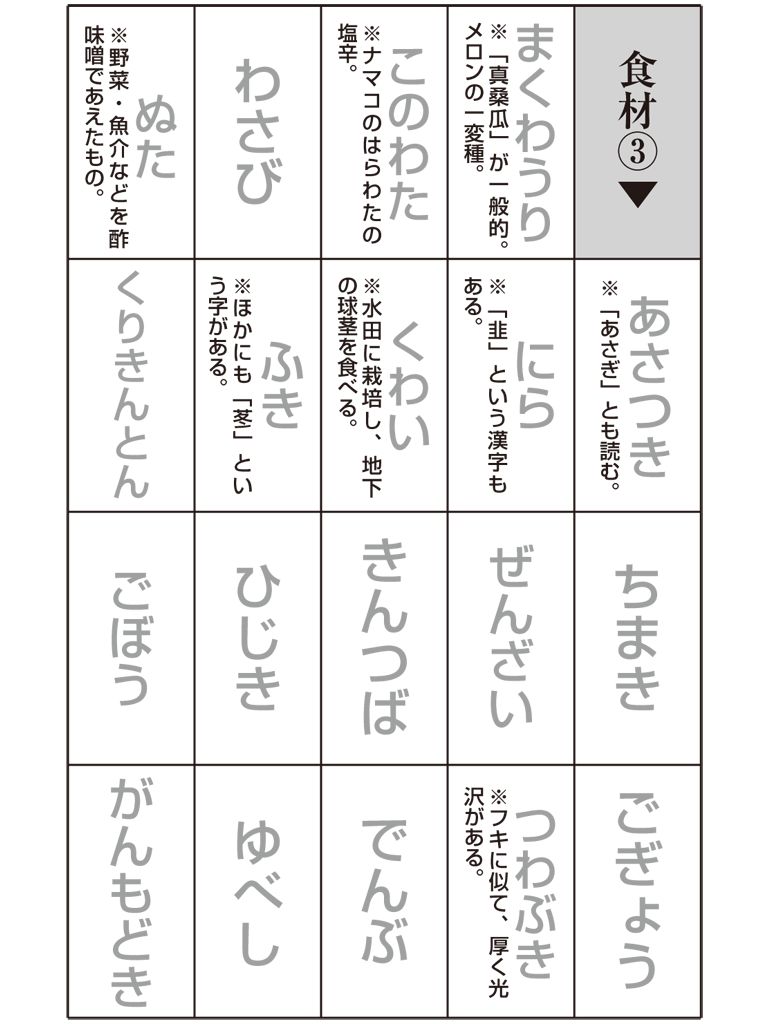 食材③▼
あさつき
※「あさぎ」とも読む。
ちまき
ごぎょう
まくわうり
※「真桑瓜」が一般的。
メロンの一変種。
にら
※「韭」という漢字も
ある。
ぜんざい
つわぶき
※フキに似て、厚く光
沢がある。
このわた
※ナマコのはらわたの
塩辛。
くわい
※水田に栽培し、地下
の球茎を食べる。
きんつば
でんぶ
わさび
ふき
※ほかにも「苳」とい
う字がある。
ひじき
ゆべし
ぬた
※野菜・魚介などを酢
味噌であえたもの。
くりきんとん
ごぼう
がんもどき